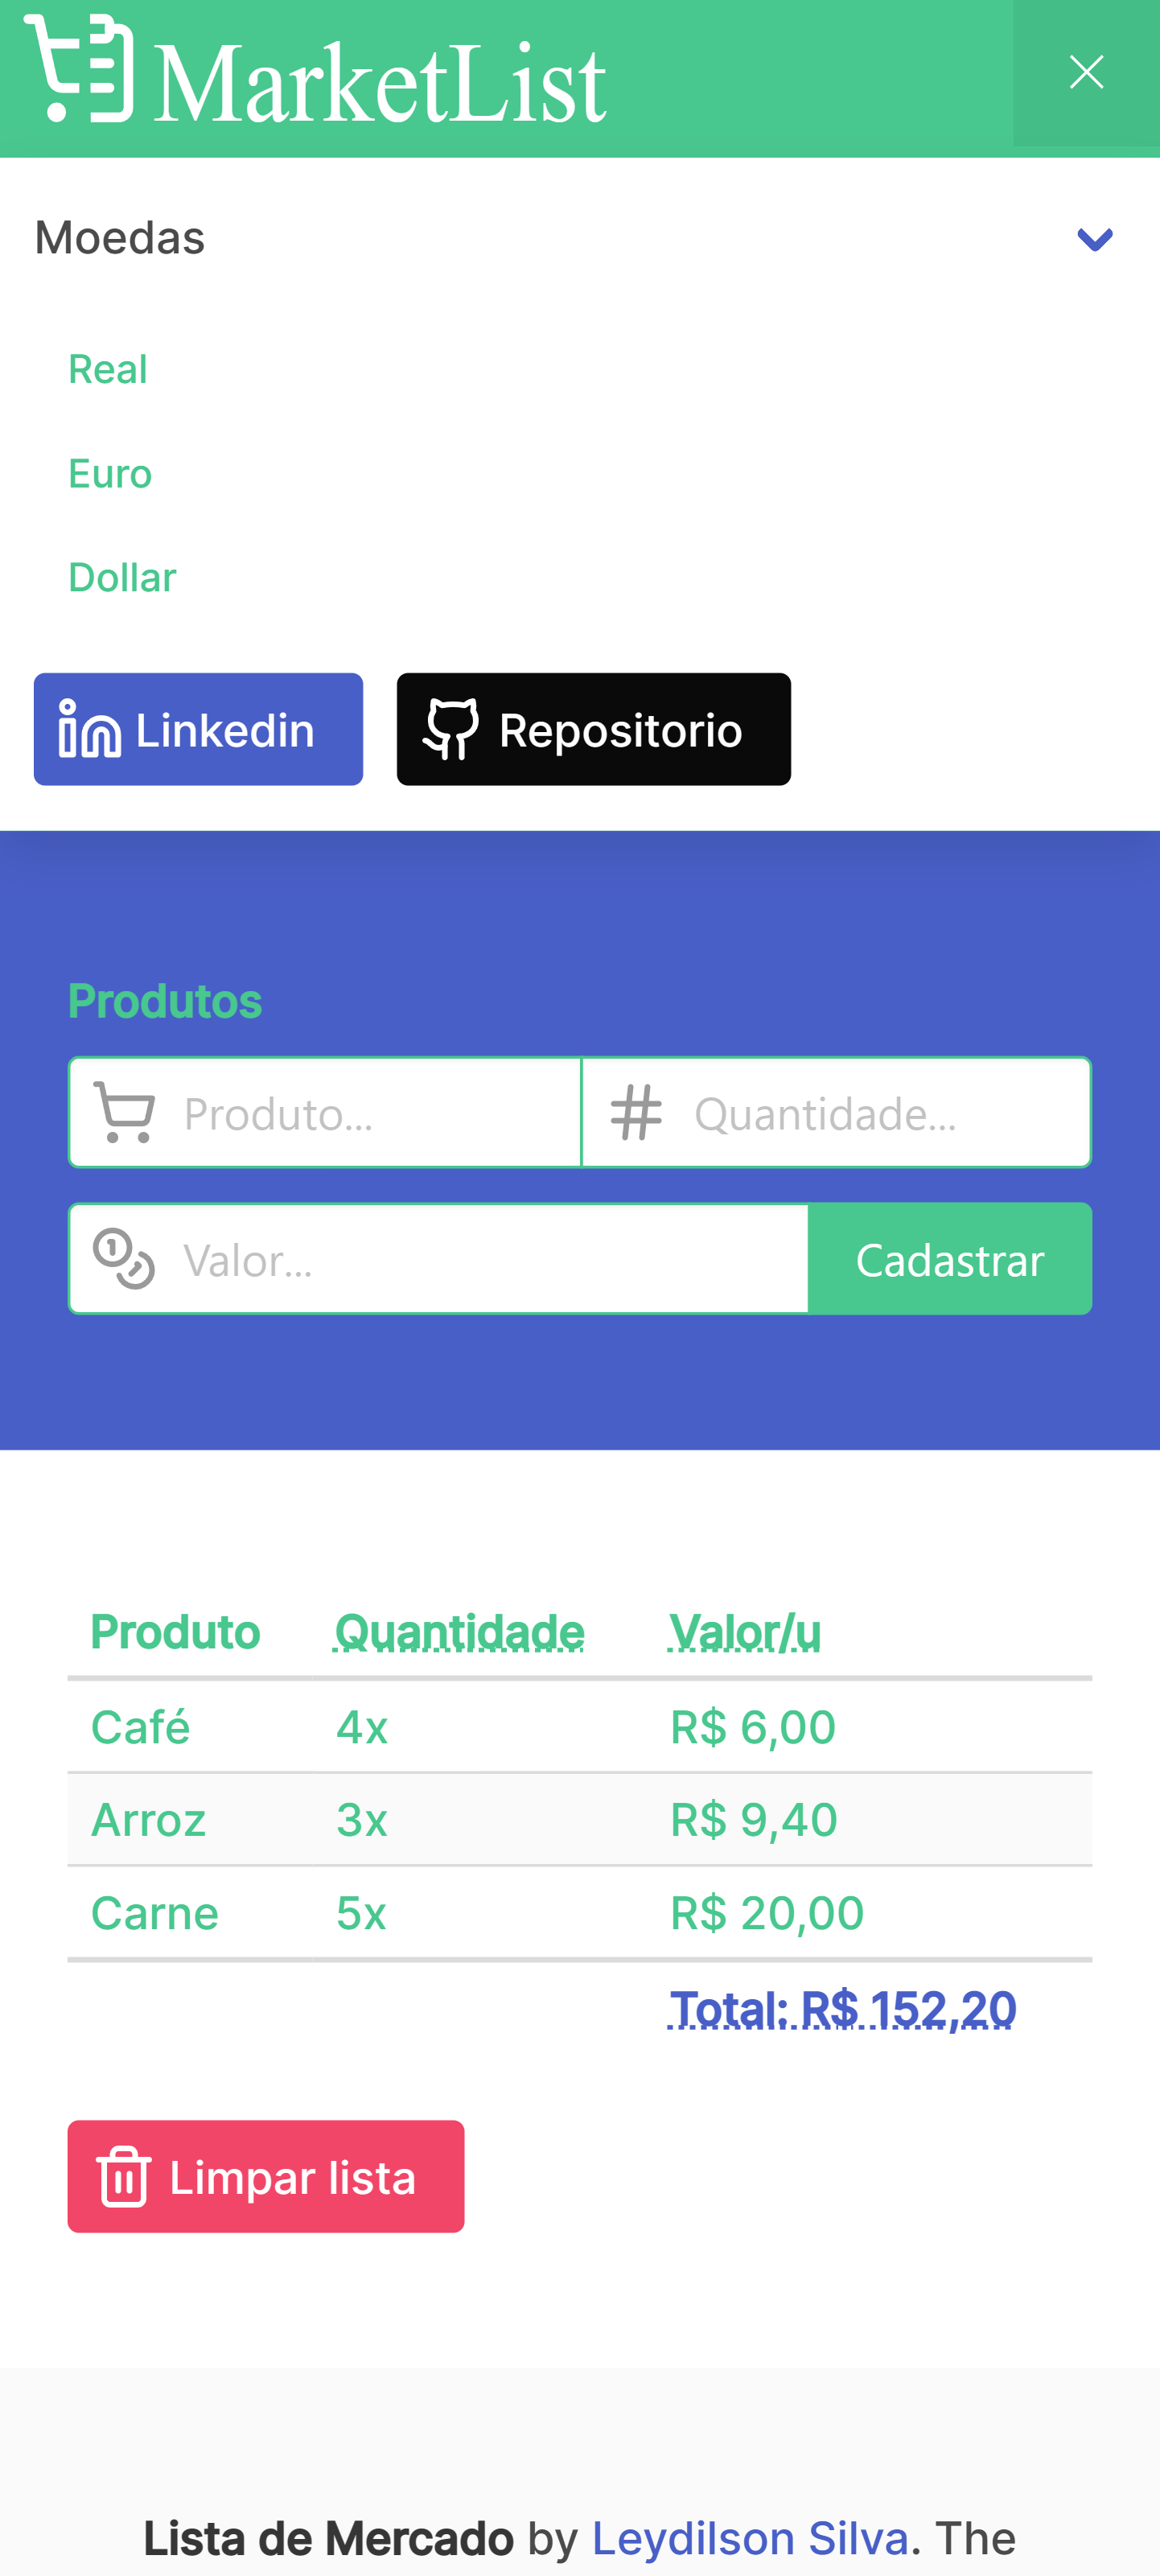 MarketList
Moedas
Real
Euro
Dollar
Linkedin Repositorio
Produtos
Produto... Quantidade...
Valor... Cadastrar
Produto Quantidade Valor/u
Café 4x R$ 6,00
Arroz 3x R$ 9,40
Carne 5x R$ 20,00
Total: R$ 152,20
Limpar lista
Lista de Mercado by Leydilson Silva. The